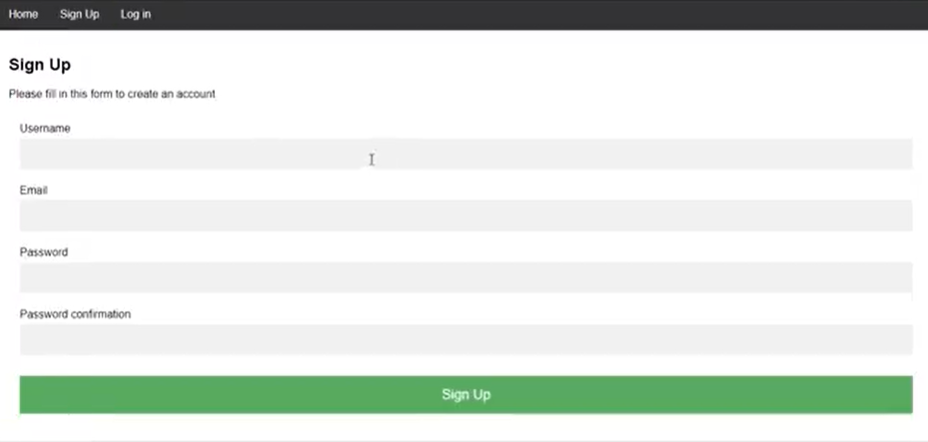 Home Sign Up Log in
Sign Up
Please fill in this form to create an account
Username
Email
Password
Password confirmation
Sign Up